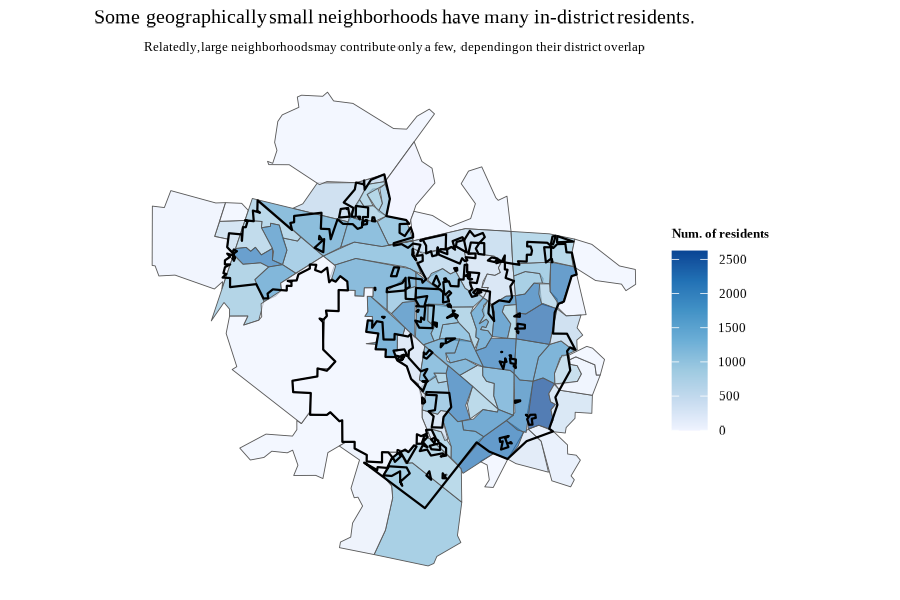 Some geographically small neighborhoods have many in-district residents.
Relatedly, large neighborhoods may contribute only a few, depending on their district overlap
Num. of residents
2500
2000
1500
1000
500
0